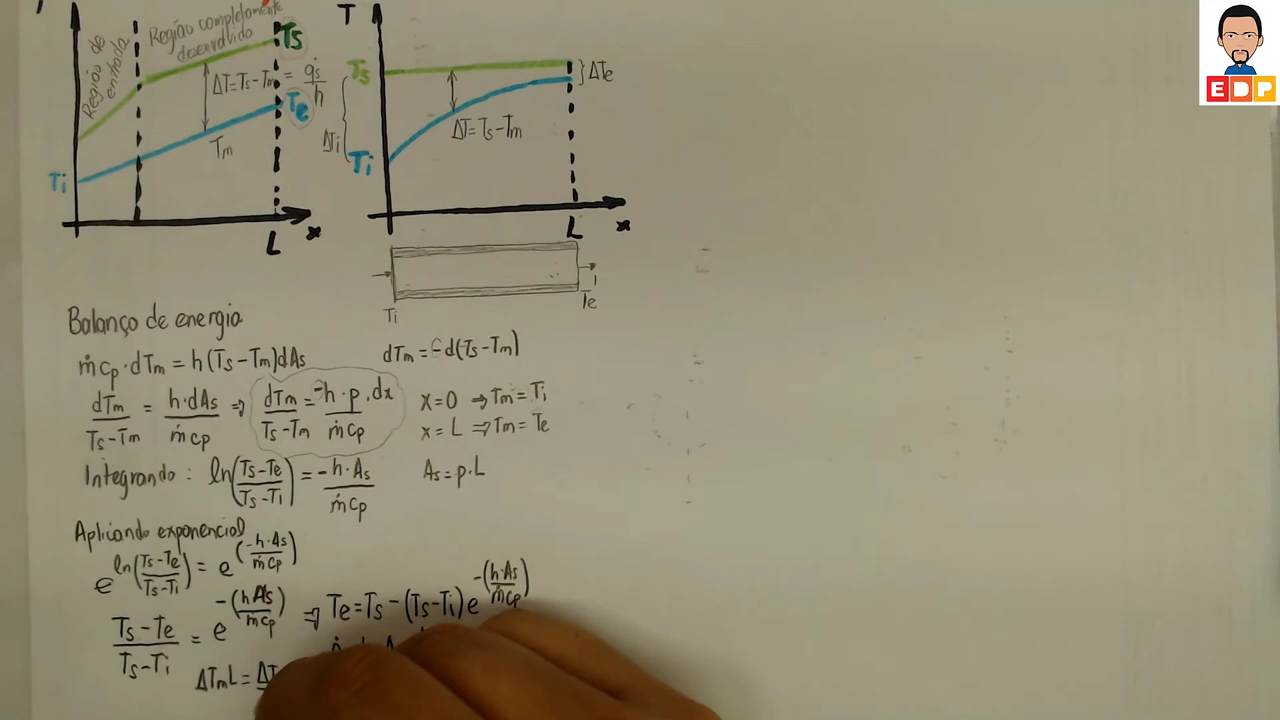 Região de entrada
Região completamente desenvolvido
Ts
ΔT=Ts-Tm = q̇s/h
Te
Tm
Ti
L
x
T
Ts
}ΔTe
ΔTi
ΔT=Ts-Tm
Ti
L
x
Ti
Te
EDP
Balanço de energia
ṁcp·dTm = h(Ts-Tm)dAs
dTm = -d(Ts-Tm)
dTm/(Ts-Tm) = h·dAs/ṁcp ⇒ dTm/(Ts-Tm) = -h·p·dx/ṁcp
x=0 ⇒ Tm=Ti
x=L ⇒ Tm=Te
Integrando: ln((Ts-Te)/(Ts-Ti)) = -h·As/ṁcp
As=p·L
Aplicando exponencial
e^ln((Ts-Te)/(Ts-Ti)) = e^(-h·As/ṁcp)
(Ts-Te)/(Ts-Ti) = e^-(hAs/ṁcp) ⇒ Te=Ts-(Ts-Ti)e^-(h·As/ṁcp)
ΔTmL=